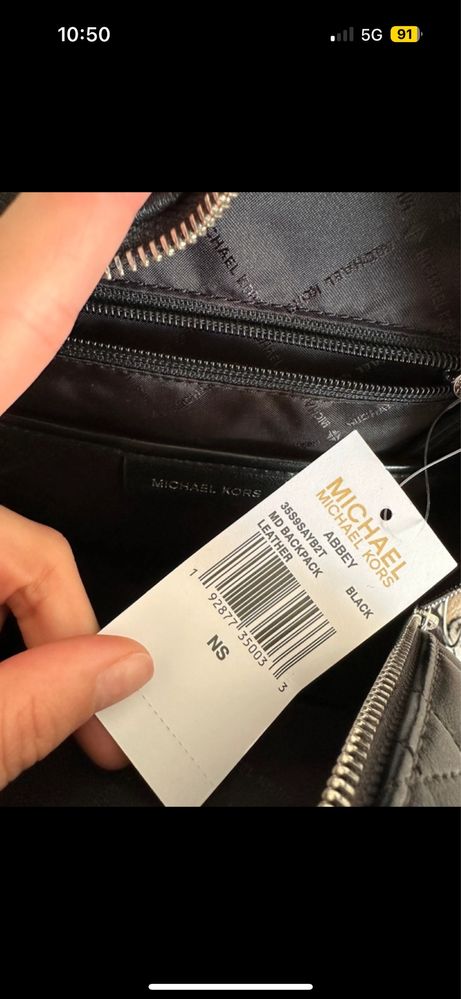 10:50
5G
91
MICHAEL KORS
MICHAEL
MICHAEL KORS
ABBEY
35S9SAYB2T BLACK
MD BACKPACK
LEATHER
1 92877 35003 3
NS